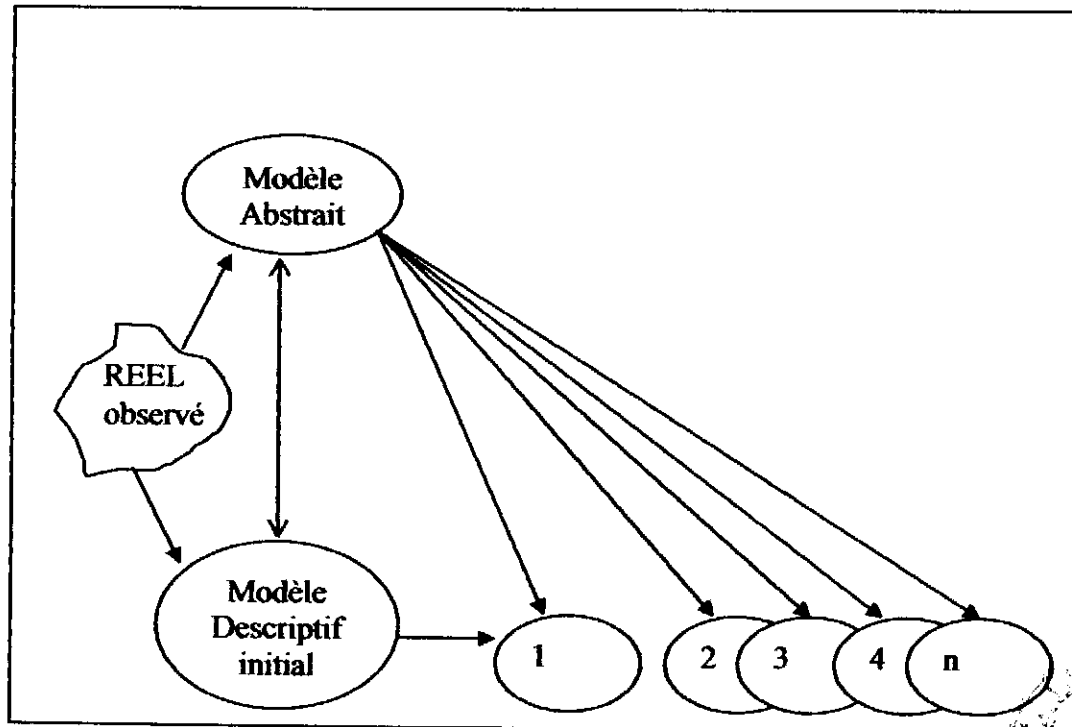 Modèle
Abstrait
REEL
observé
Modèle
Descriptif
initial
1
2
3
4
n